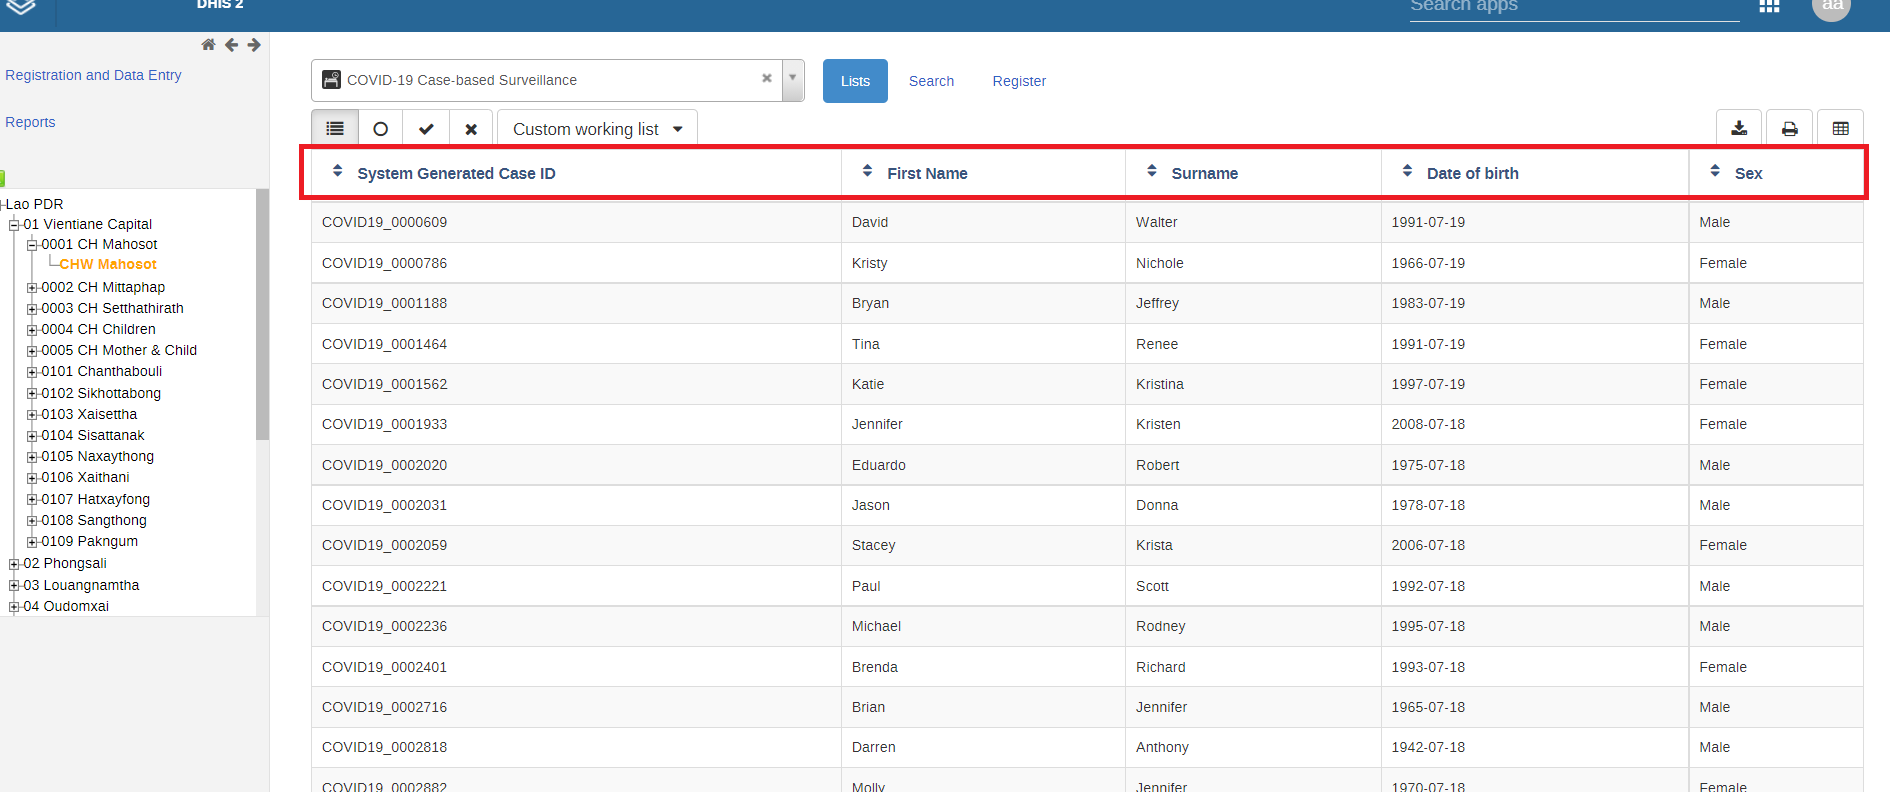 DHIS 2
Search apps
aa
Registration and Data Entry
Reports
Lao PDR
01 Vientiane Capital
0001 CH Mahosot
CHW Mahosot
0002 CH Mittaphap
0003 CH Setthathirath
0004 CH Children
0005 CH Mother & Child
0101 Chanthabouli
0102 Sikhottabong
0103 Xaisettha
0104 Sisattanak
0105 Naxaythong
0106 Xaithani
0107 Hatxayfong
0108 Sangthong
0109 Pakngum
02 Phongsali
03 Louangnamtha
04 Oudomxai
COVID-19 Case-based Surveillance
Lists Search Register
Custom working list
System Generated Case ID First Name Surname Date of birth Sex
COVID19_0000609 David Walter 1991-07-19 Male
COVID19_0000786 Kristy Nichole 1966-07-19 Female
COVID19_0001188 Bryan Jeffrey 1983-07-19 Male
COVID19_0001464 Tina Renee 1991-07-19 Female
COVID19_0001562 Katie Kristina 1997-07-19 Female
COVID19_0001933 Jennifer Kristen 2008-07-18 Female
COVID19_0002020 Eduardo Robert 1975-07-18 Male
COVID19_0002031 Jason Donna 1978-07-18 Male
COVID19_0002059 Stacey Krista 2006-07-18 Female
COVID19_0002221 Paul Scott 1992-07-18 Male
COVID19_0002236 Michael Rodney 1995-07-18 Male
COVID19_0002401 Brenda Richard 1993-07-18 Female
COVID19_0002716 Brian Jennifer 1965-07-18 Male
COVID19_0002818 Darren Anthony 1942-07-18 Male
COVID19_0002882 Molly Jennifer 1970-07-18 Female